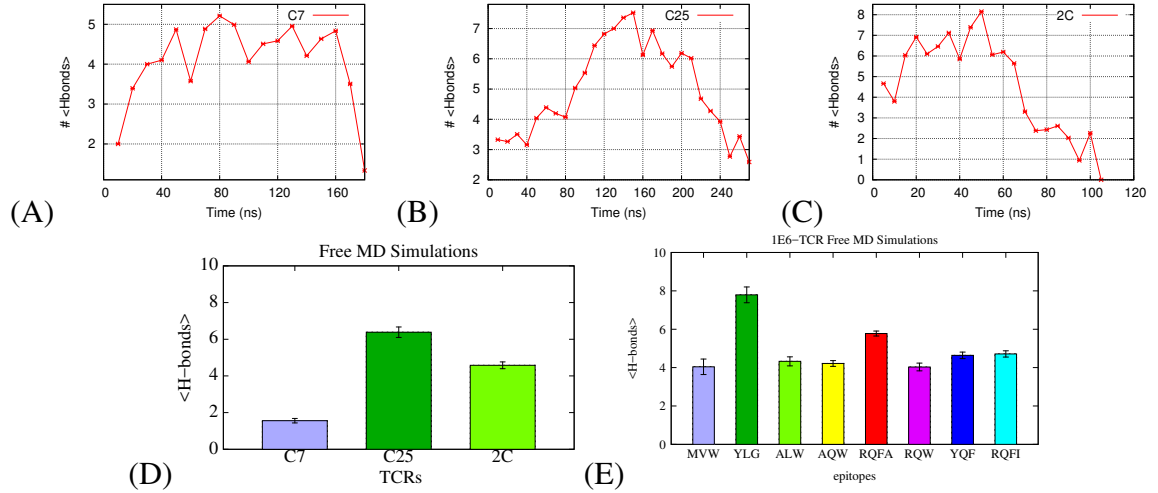 C7
# <Hbonds>
5
4
3
2
0 40 80 120 160
Time (ns)
(A)
C25
# <Hbonds>
8
7
6
5
4
3
2
0 40 80 120 160 200 240
Time (ns)
(B)
2C
# <Hbonds>
8
7
6
5
4
3
2
1
0
0 20 40 60 80 100 120
Time (ns)
(C)
Free MD Simulations
<H−bonds>
10
8
6
4
2
0
C7 C25 2C
TCRs
(D)
1E6−TCR Free MD Simulations
<H−bonds>
10
8
6
4
2
0
MVW YLG ALW AQW RQFA RQW YQF RQFI
epitopes
(E)